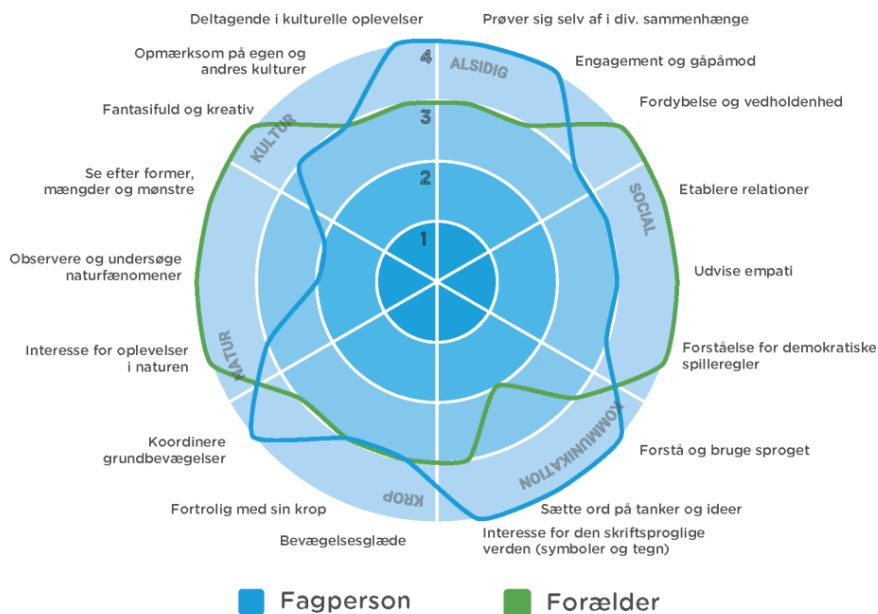 Deltagende i kulturelle oplevelser
Prøver sig selv af i div. sammenhænge
Opmærksom på egen og
andres kulturer
4
ALSIDIG
Engagement og gåpåmod
Fantasifuld og kreativ
KULTUR
3
Fordybelse og vedholdenhed
Se efter former,
mængder og mønstre
2
SOCIAL
Etablere relationer
1
Observere og undersøge
naturfænomener
Udvise empati
Interesse for oplevelser
i naturen
NATUR
Forståelse for demokratiske
spilleregler
Koordinere
grundbevægelser
KOMMUNIKATION
Forstå og bruge sproget
KROP
Fortrolig med sin krop
Sætte ord på tanker og ideer
Bevægelsesglæde
Interesse for den skriftsproglige
verden (symboler og tegn)
Fagperson
Forælder